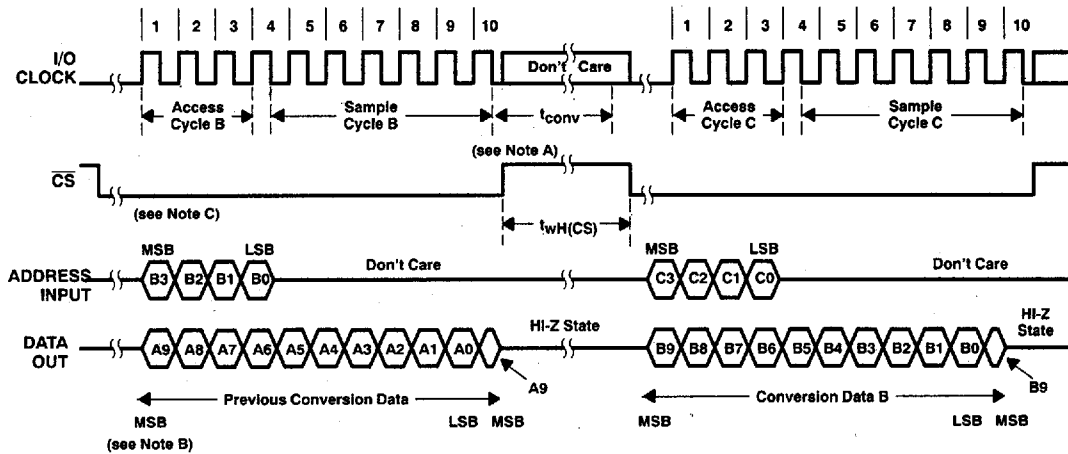 1 2 3 4 5 6 7 8 9 10 1 2 3 4 5 6 7 8 9 10
I/O
CLOCK
Don't Care
Access
Cycle B
Sample
Cycle B
tconv
Access
Cycle C
Sample
Cycle C
(see Note A)
CS
(see Note C)
twH(CS)
MSB LSB MSB LSB
ADDRESS
INPUT
B3 B2 B1 B0 Don't Care C3 C2 C1 C0 Don't Care
HI-Z State
HI-Z
State
DATA
OUT
A9 A8 A7 A6 A5 A4 A3 A2 A1 A0 B9 B8 B7 B6 B5 B4 B3 B2 B1 B0
A9 B9
Previous Conversion Data Conversion Data B
MSB LSB MSB MSB LSB MSB
(see Note B)